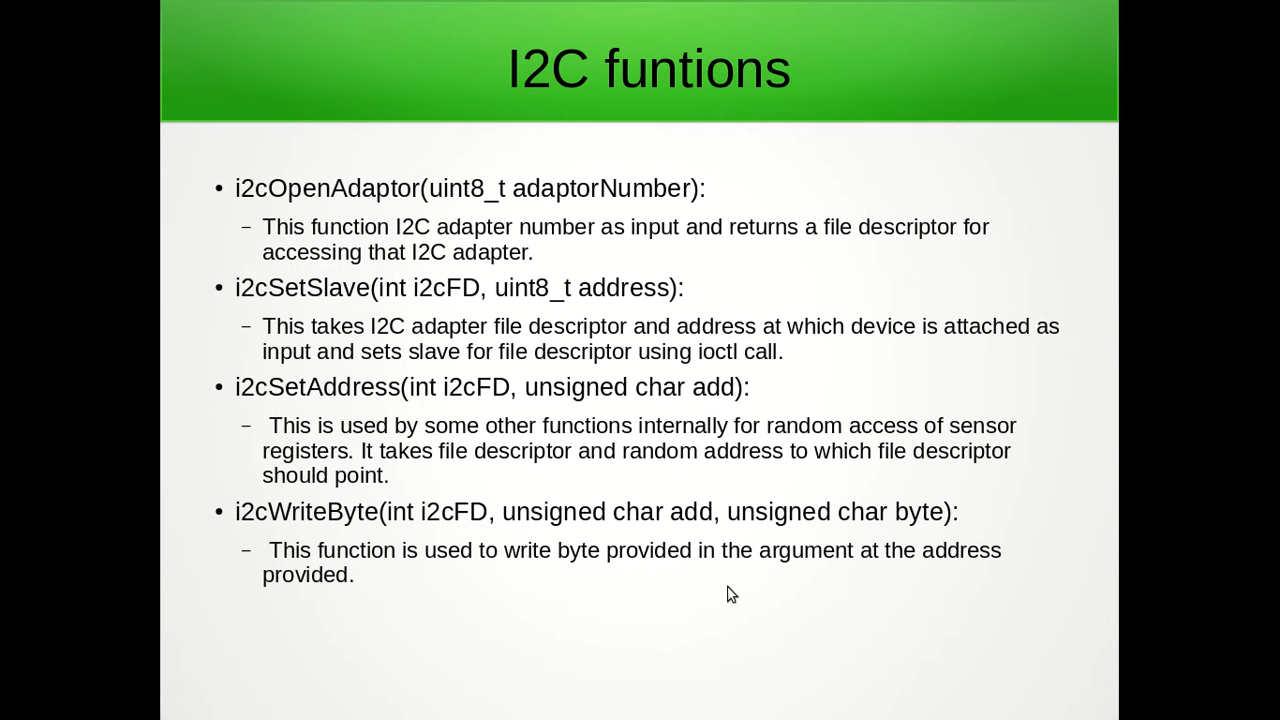 I2C funtions
• i2cOpenAdaptor(uint8_t adaptorNumber):
– This function I2C adapter number as input and returns a file descriptor for
accessing that I2C adapter.
• i2cSetSlave(int i2cFD, uint8_t address):
– This takes I2C adapter file descriptor and address at which device is attached as
input and sets slave for file descriptor using ioctl call.
• i2cSetAddress(int i2cFD, unsigned char add):
– This is used by some other functions internally for random access of sensor
registers. It takes file descriptor and random address to which file descriptor
should point.
• i2cWriteByte(int i2cFD, unsigned char add, unsigned char byte):
– This function is used to write byte provided in the argument at the address
provided.